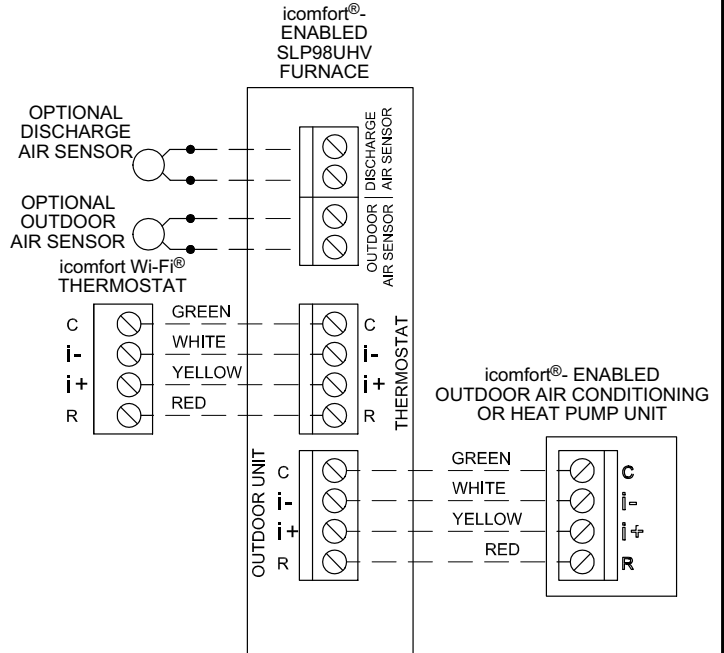 icomfort®-
ENABLED
SLP98UHV
FURNACE
OPTIONAL
DISCHARGE
AIR SENSOR
DISCHARGE
AIR SENSOR
OPTIONAL
OUTDOOR
AIR SENSOR
OUTDOOR
AIR SENSOR
icomfort Wi-Fi®
THERMOSTAT
C
i-
i+
R
GREEN
WHITE
YELLOW
RED
C
i-
i+
R
THERMOSTAT
icomfort®- ENABLED
OUTDOOR AIR CONDITIONING
OR HEAT PUMP UNIT
OUTDOOR UNIT
C
i-
i+
R
GREEN
WHITE
YELLOW
RED
C
i-
i+
R